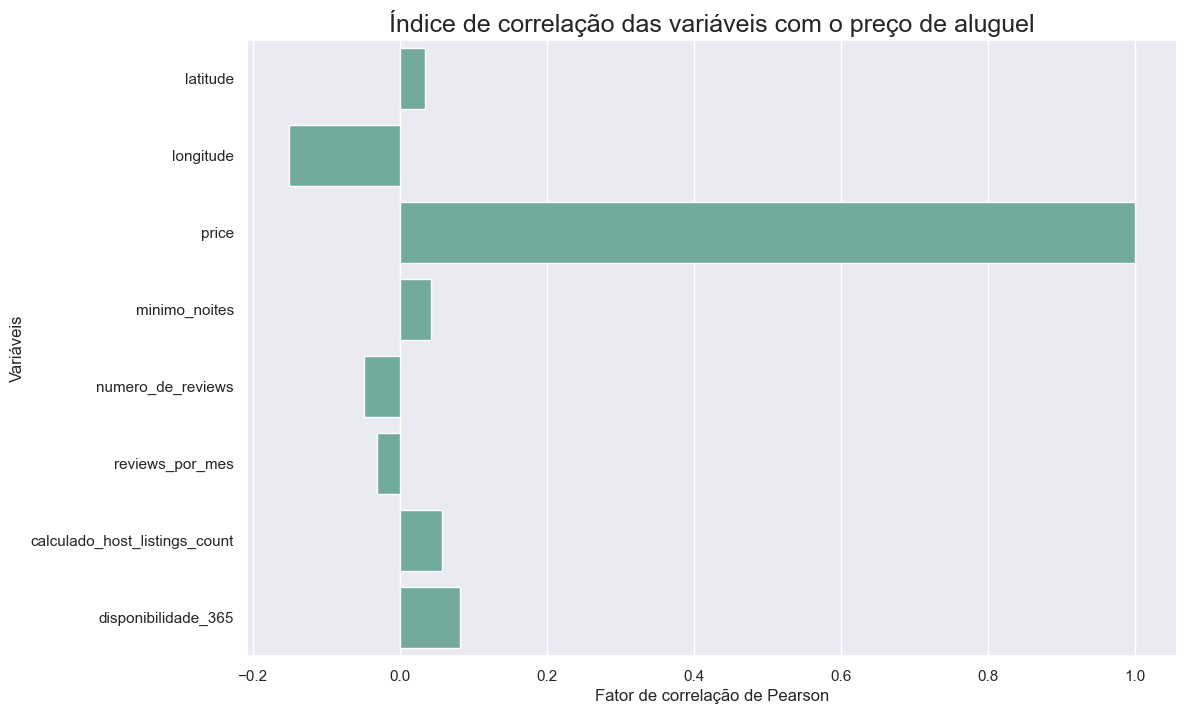 Índice de correlação das variáveis com o preço de aluguel
Variáveis
latitude
longitude
price
minimo_noites
numero_de_reviews
reviews_por_mes
calculado_host_listings_count
disponibilidade_365
−0.2 0.0 0.2 0.4 0.6 0.8 1.0
Fator de correlação de Pearson